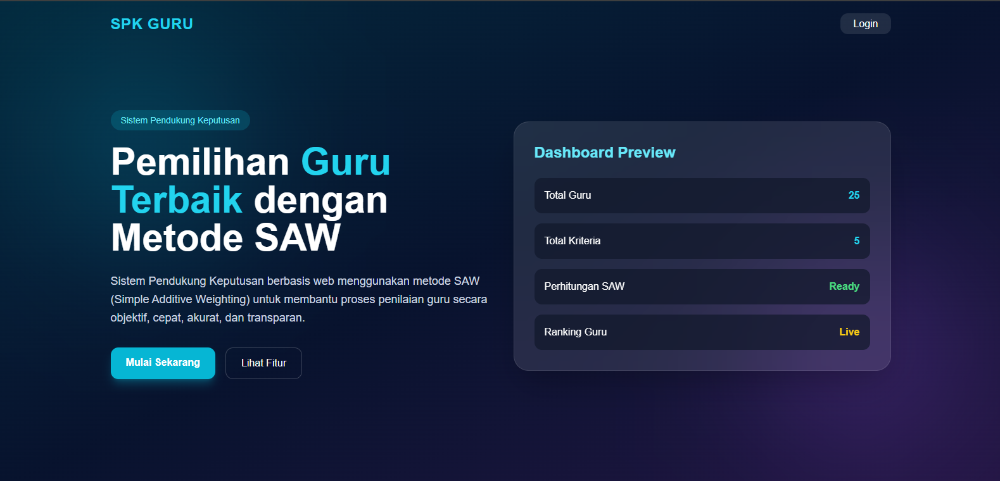 SPK GURU
Login
Sistem Pendukung Keputusan
Pemilihan Guru
Terbaik dengan
Metode SAW
Sistem Pendukung Keputusan berbasis web menggunakan metode SAW
(Simple Additive Weighting) untuk membantu proses penilaian guru secara
objektif, cepat, akurat, dan transparan.
Mulai Sekarang
Lihat Fitur
Dashboard Preview
Total Guru 25
Total Kriteria 5
Perhitungan SAW Ready
Ranking Guru Live